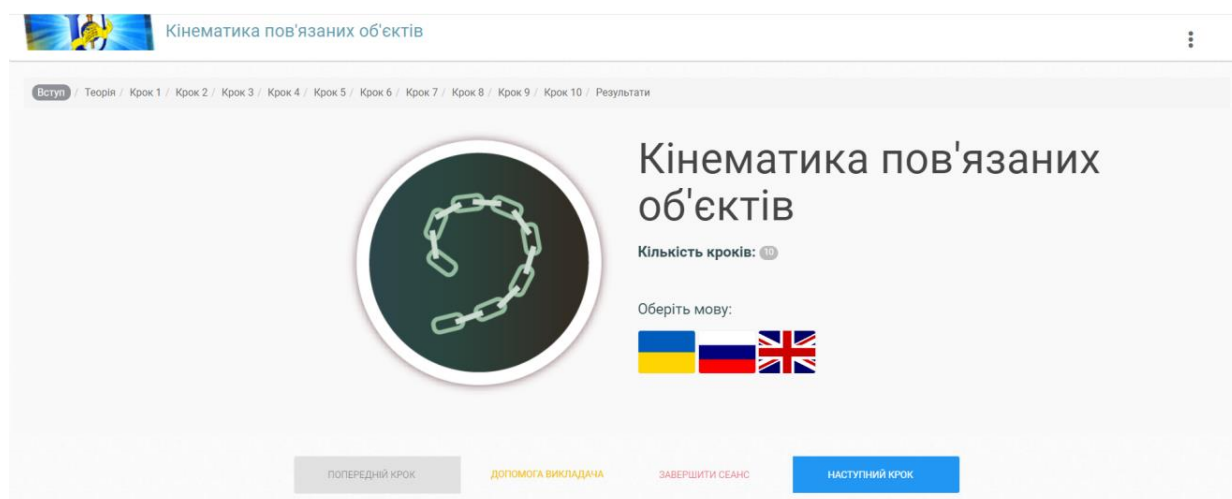 Кінематика пов'язаних об'єктів
Вступ / Теорія / Крок 1 / Крок 2 / Крок 3 / Крок 4 / Крок 5 / Крок 6 / Крок 7 / Крок 8 / Крок 9 / Крок 10 / Результати
Кінематика пов'язаних
об'єктів
Кількість кроків: 10
Оберіть мову:
ПОПЕРЕДНІЙ КРОК ДОПОМОГА ВИКЛАДАЧА ЗАВЕРШИТИ СЕАНС НАСТУПНИЙ КРОК